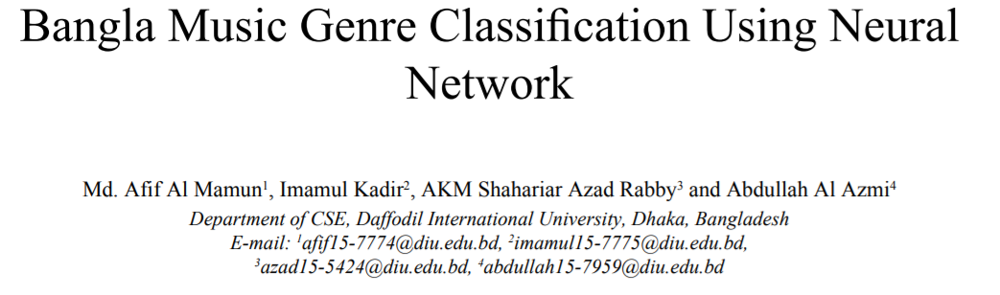 Bangla Music Genre Classification Using Neural
Network
Md. Afif Al Mamun¹, Imamul Kadir², AKM Shahariar Azad Rabby³ and Abdullah Al Azmi⁴
Department of CSE, Daffodil International University, Dhaka, Bangladesh
E-mail: ¹afif15-7774@diu.edu.bd, ²imamul15-7775@diu.edu.bd,
³azad15-5424@diu.edu.bd, ⁴abdullah15-7959@diu.edu.bd